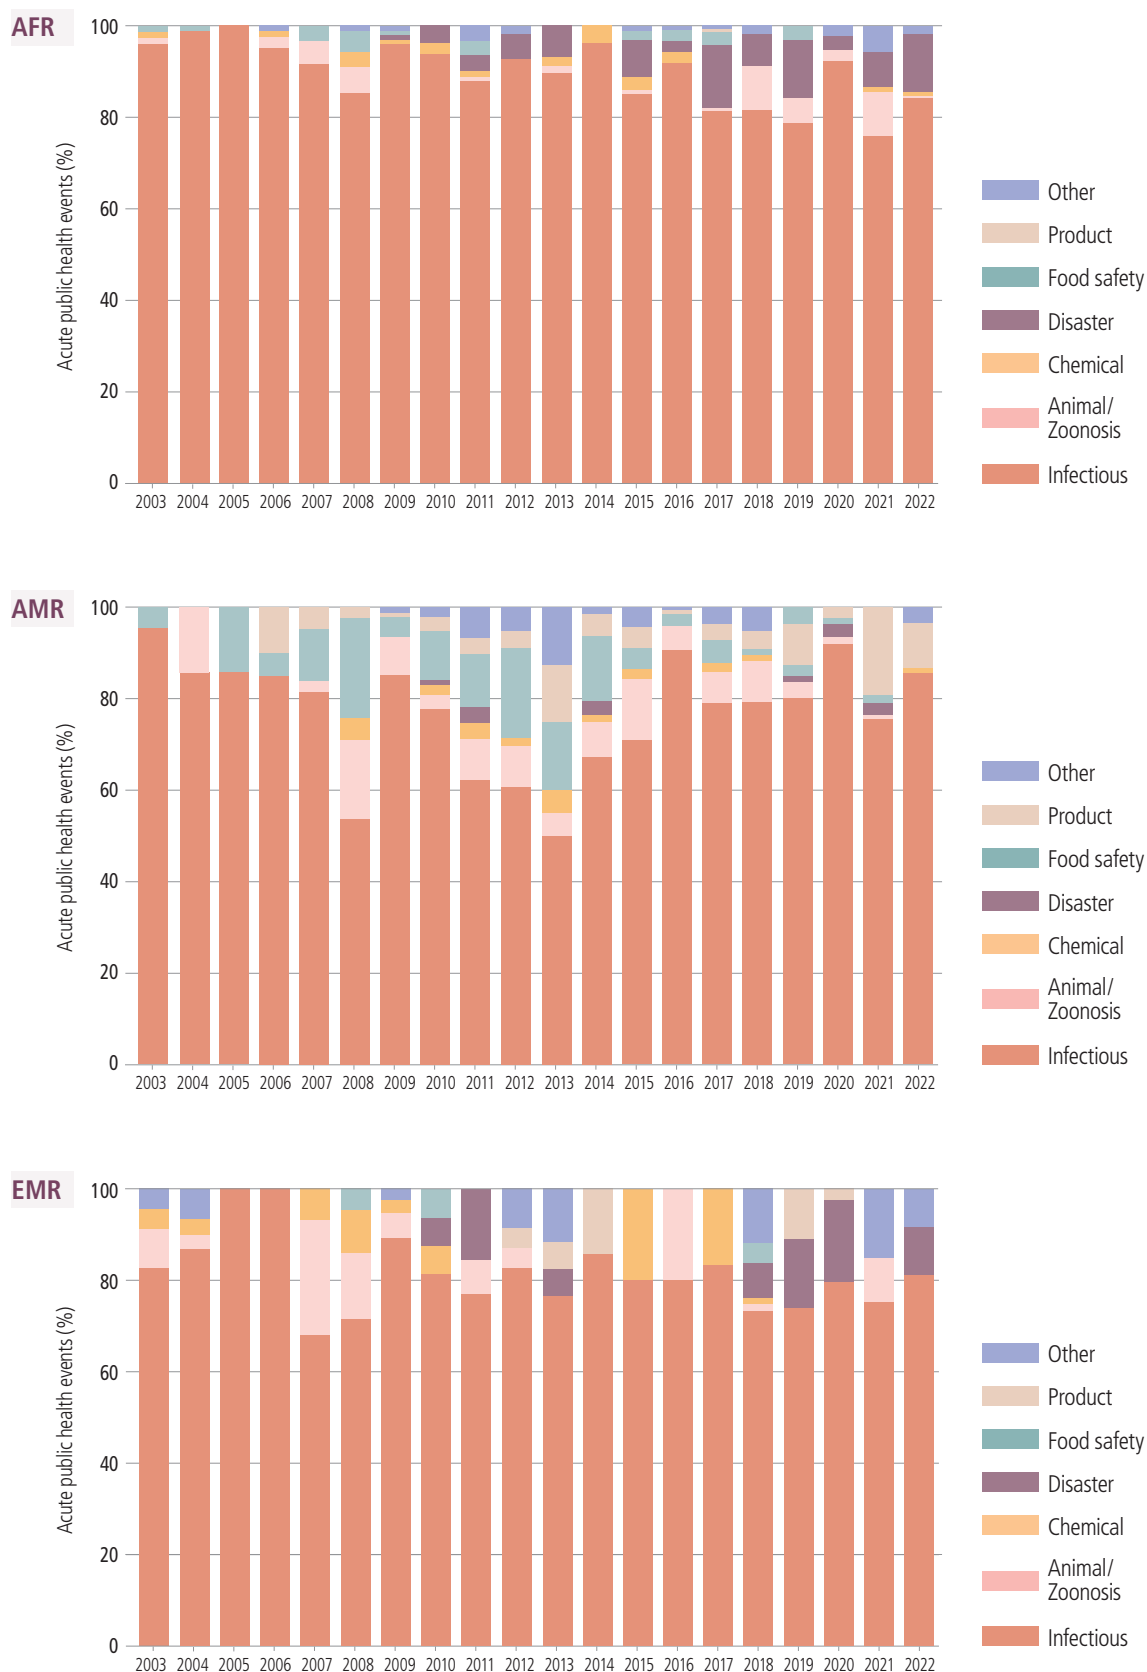 AFR
Acute public health events (%)
100
80
60
40
20
0
2003 2004 2005 2006 2007 2008 2009 2010 2011 2012 2013 2014 2015 2016 2017 2018 2019 2020 2021 2022
Other
Product
Food safety
Disaster
Chemical
Animal/
Zoonosis
Infectious
AMR
Acute public health events (%)
100
80
60
40
20
0
2003 2004 2005 2006 2007 2008 2009 2010 2011 2012 2013 2014 2015 2016 2017 2018 2019 2020 2021 2022
Other
Product
Food safety
Disaster
Chemical
Animal/
Zoonosis
Infectious
EMR
Acute public health events (%)
100
80
60
40
20
0
2003 2004 2005 2006 2007 2008 2009 2010 2011 2012 2013 2014 2015 2016 2017 2018 2019 2020 2021 2022
Other
Product
Food safety
Disaster
Chemical
Animal/
Zoonosis
Infectious